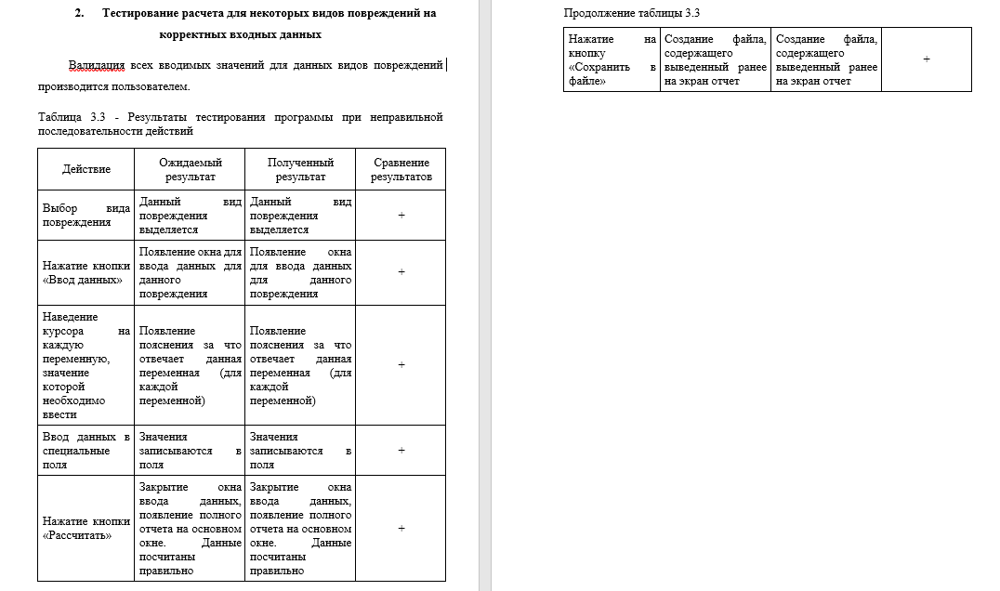 2. Тестирование расчета для некоторых видов повреждений на
корректных входных данных
Валидация всех вводимых значений для данных видов повреждений
производится пользователем.
Таблица 3.3 - Результаты тестирования программы при неправильной
последовательности действий
Действие
Ожидаемый
результат
Полученный
результат
Сравнение
результатов
Выбор вида
повреждения
Данный вид
повреждения
выделяется
Данный вид
повреждения
выделяется
+
Нажатие кнопки
«Ввод данных»
Появление окна для
ввода данных для
данного
повреждения
Появление окна
для ввода данных
для данного
повреждения
+
Наведение
курсора на
каждую
переменную,
значение
которой
необходимо
ввести
Появление
пояснения за что
отвечает данная
переменная (для
каждой
переменной)
Появление
пояснения за что
отвечает данная
переменная (для
каждой
переменной)
+
Ввод данных в
специальные
поля
Значения
записываются в
поля
Значения
записываются в
поля
+
Нажатие кнопки
«Рассчитать»
Закрытие окна
ввода данных,
появление полного
отчета на основном
окне. Данные
посчитаны
правильно
Закрытие окна
ввода данных,
появление полного
отчета на основном
окне. Данные
посчитаны
правильно
+
Продолжение таблицы 3.3
Нажатие на
кнопку
«Сохранить в
файле»
Создание файла,
содержащего
выведенный ранее
на экран отчет
Создание файла,
содержащего
выведенный ранее
на экран отчет
+